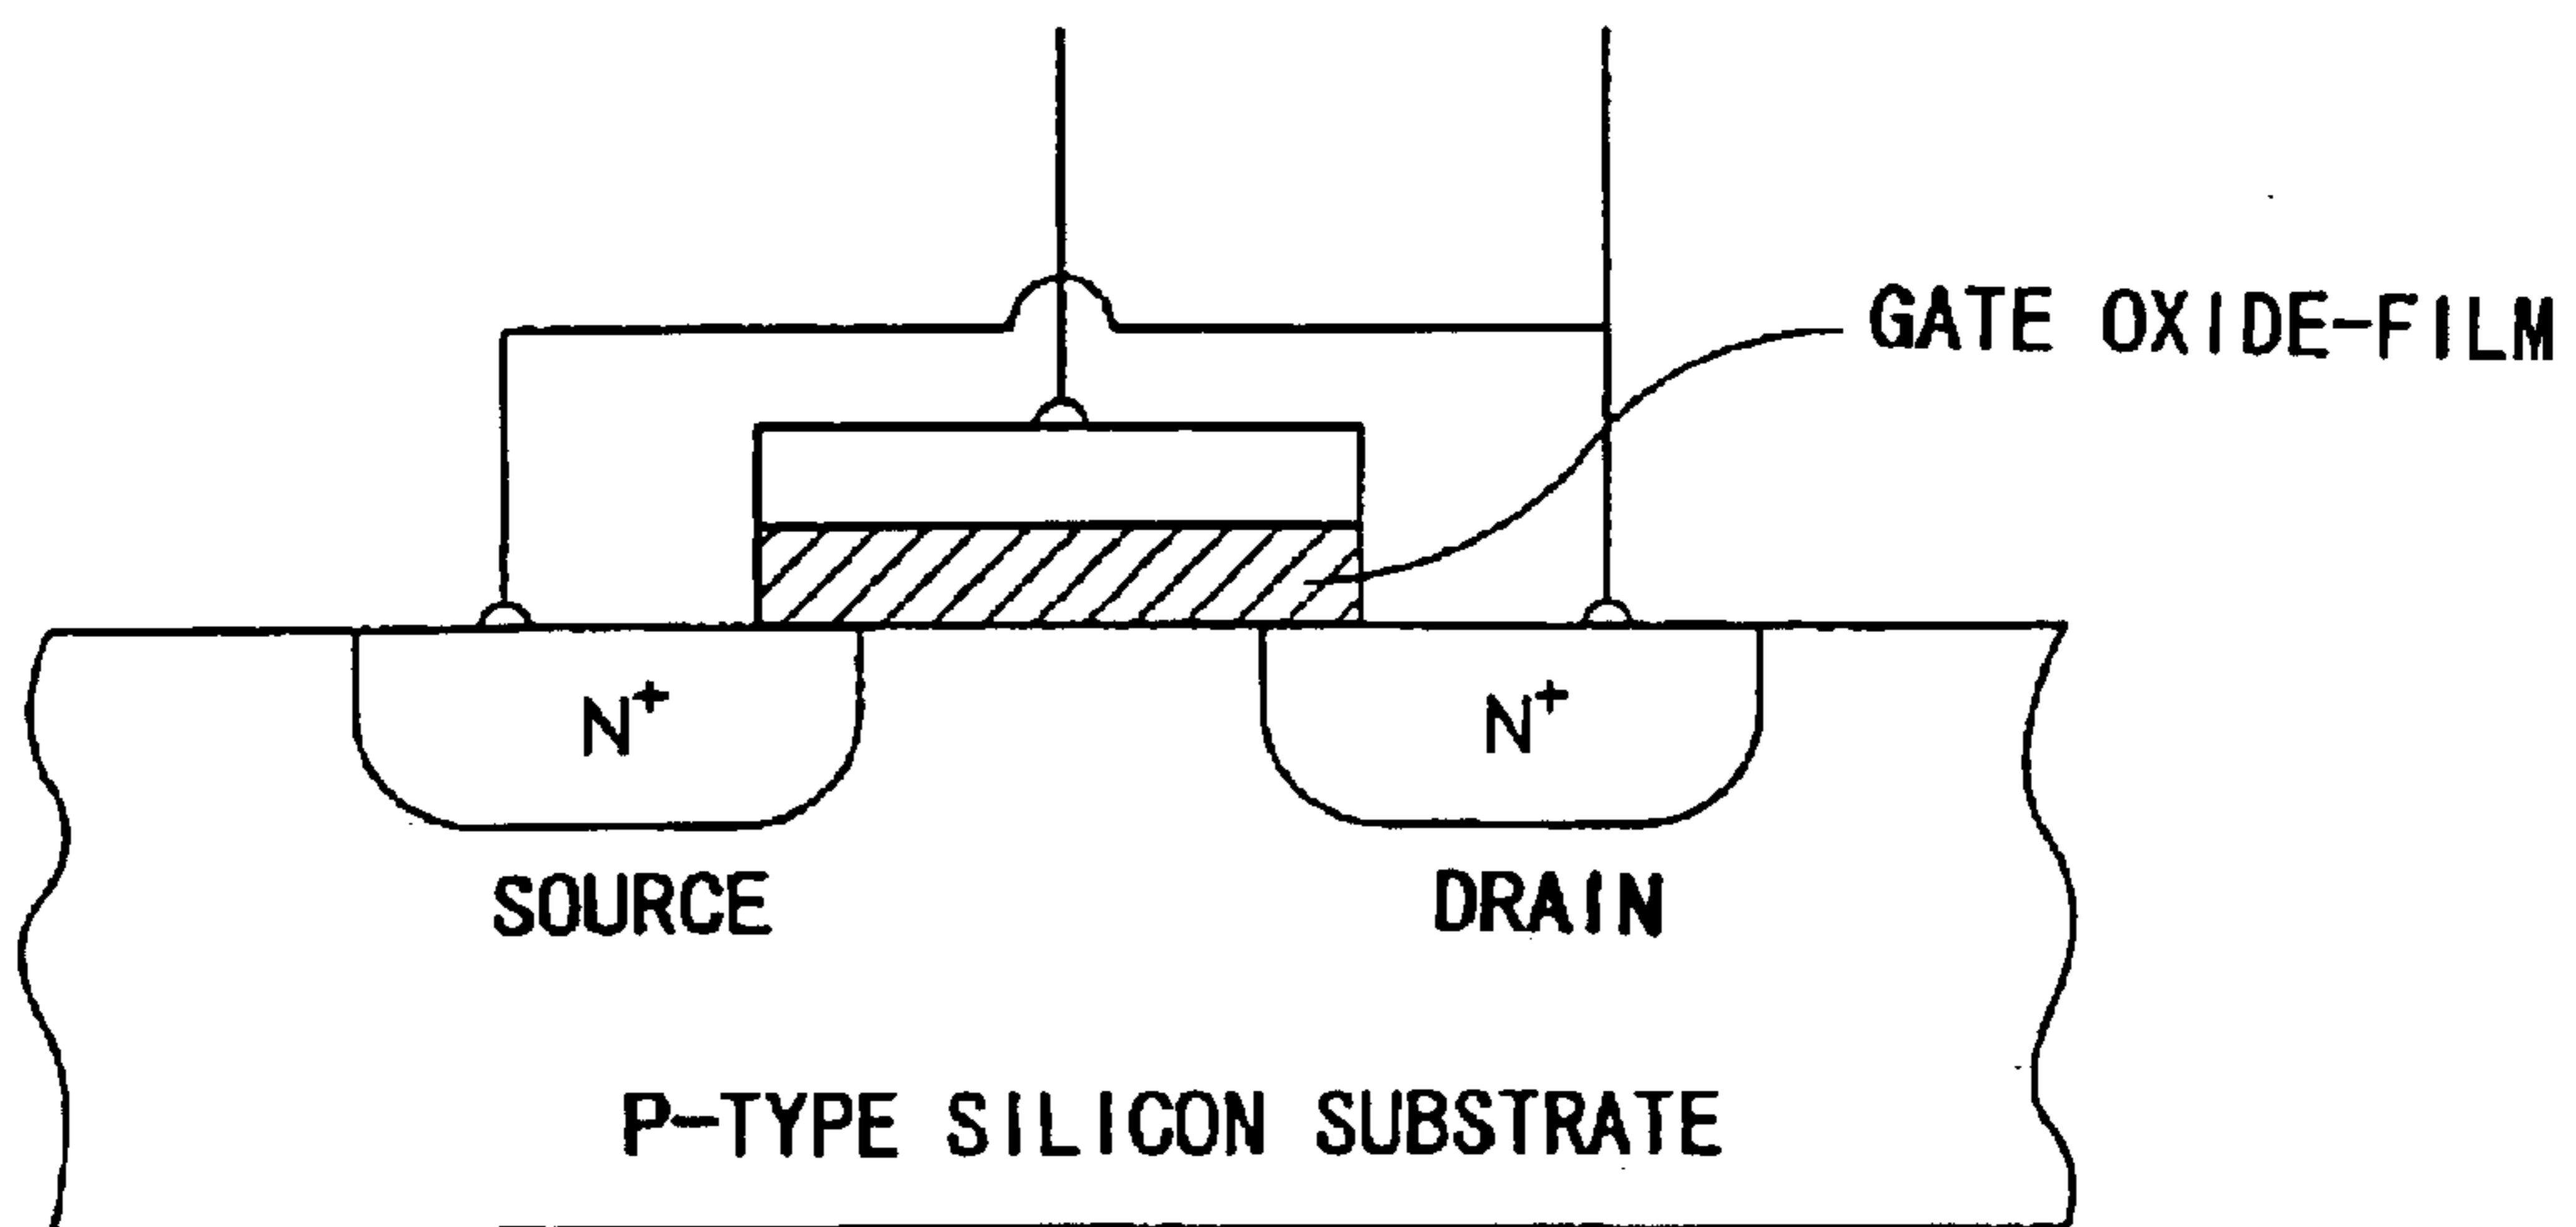 GATE OXIDE-FILM
N+ N+
SOURCE DRAIN
P-TYPE SILICON SUBSTRATE